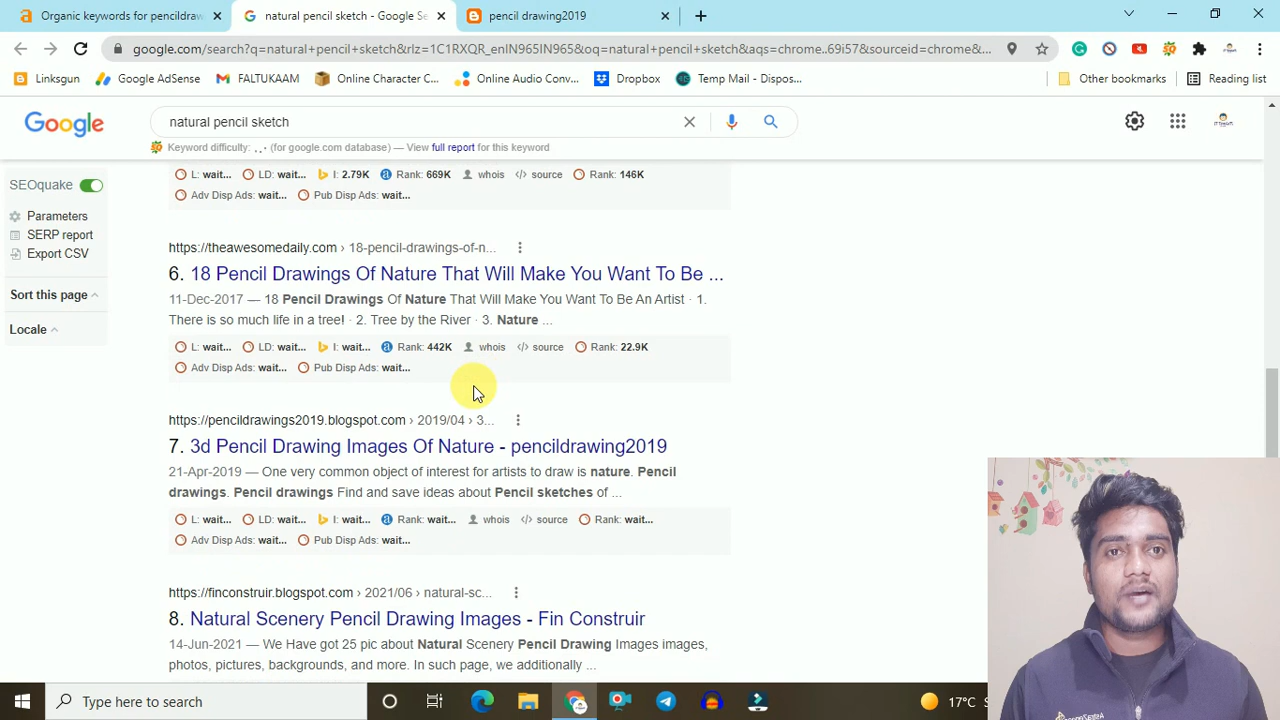 Organic keywords for pencildraw
natural pencil sketch - Google Se
pencil drawing2019
google.com/search?q=natural+pencil+sketch&rlz=1C1RXQR_enIN965IN965&oq=natural+pencil+sketch&aqs=chrome..69i57&sourceid=chrome&...
Linksgun
Google AdSense
FALTUKAAM
Online Character C...
Online Audio Conv...
Dropbox
Temp Mail - Dispos...
Other bookmarks
Reading list
Google
natural pencil sketch
Keyword difficulty: (for google.com database) — View full report for this keyword
SEOquake
Parameters
SERP report
Export CSV
Sort this page
Locale
L: wait... LD: wait... I: 2.79K Rank: 669K whois source Rank: 146K
Adv Disp Ads: wait... Pub Disp Ads: wait...
https://theawesomedaily.com › 18-pencil-drawings-of-n...
6. 18 Pencil Drawings Of Nature That Will Make You Want To Be ...
11-Dec-2017 — 18 Pencil Drawings Of Nature That Will Make You Want To Be An Artist · 1.
There is so much life in a tree! · 2. Tree by the River · 3. Nature ...
L: wait... LD: wait... I: wait... Rank: 442K whois source Rank: 22.9K
Adv Disp Ads: wait... Pub Disp Ads: wait...
https://pencildrawings2019.blogspot.com › 2019/04 › 3...
7. 3d Pencil Drawing Images Of Nature - pencildrawing2019
21-Apr-2019 — One very common object of interest for artists to draw is nature. Pencil
drawings. Pencil drawings Find and save ideas about Pencil sketches of ...
L: wait... LD: wait... I: wait... Rank: wait... whois source Rank: wait...
Adv Disp Ads: wait... Pub Disp Ads: wait...
https://finconstruir.blogspot.com › 2021/06 › natural-sc...
8. Natural Scenery Pencil Drawing Images - Fin Construir
14-Jun-2021 — We Have got 25 pic about Natural Scenery Pencil Drawing Images images,
photos, pictures, backgrounds, and more. In such page, we additionally ...
Type here to search
17°C